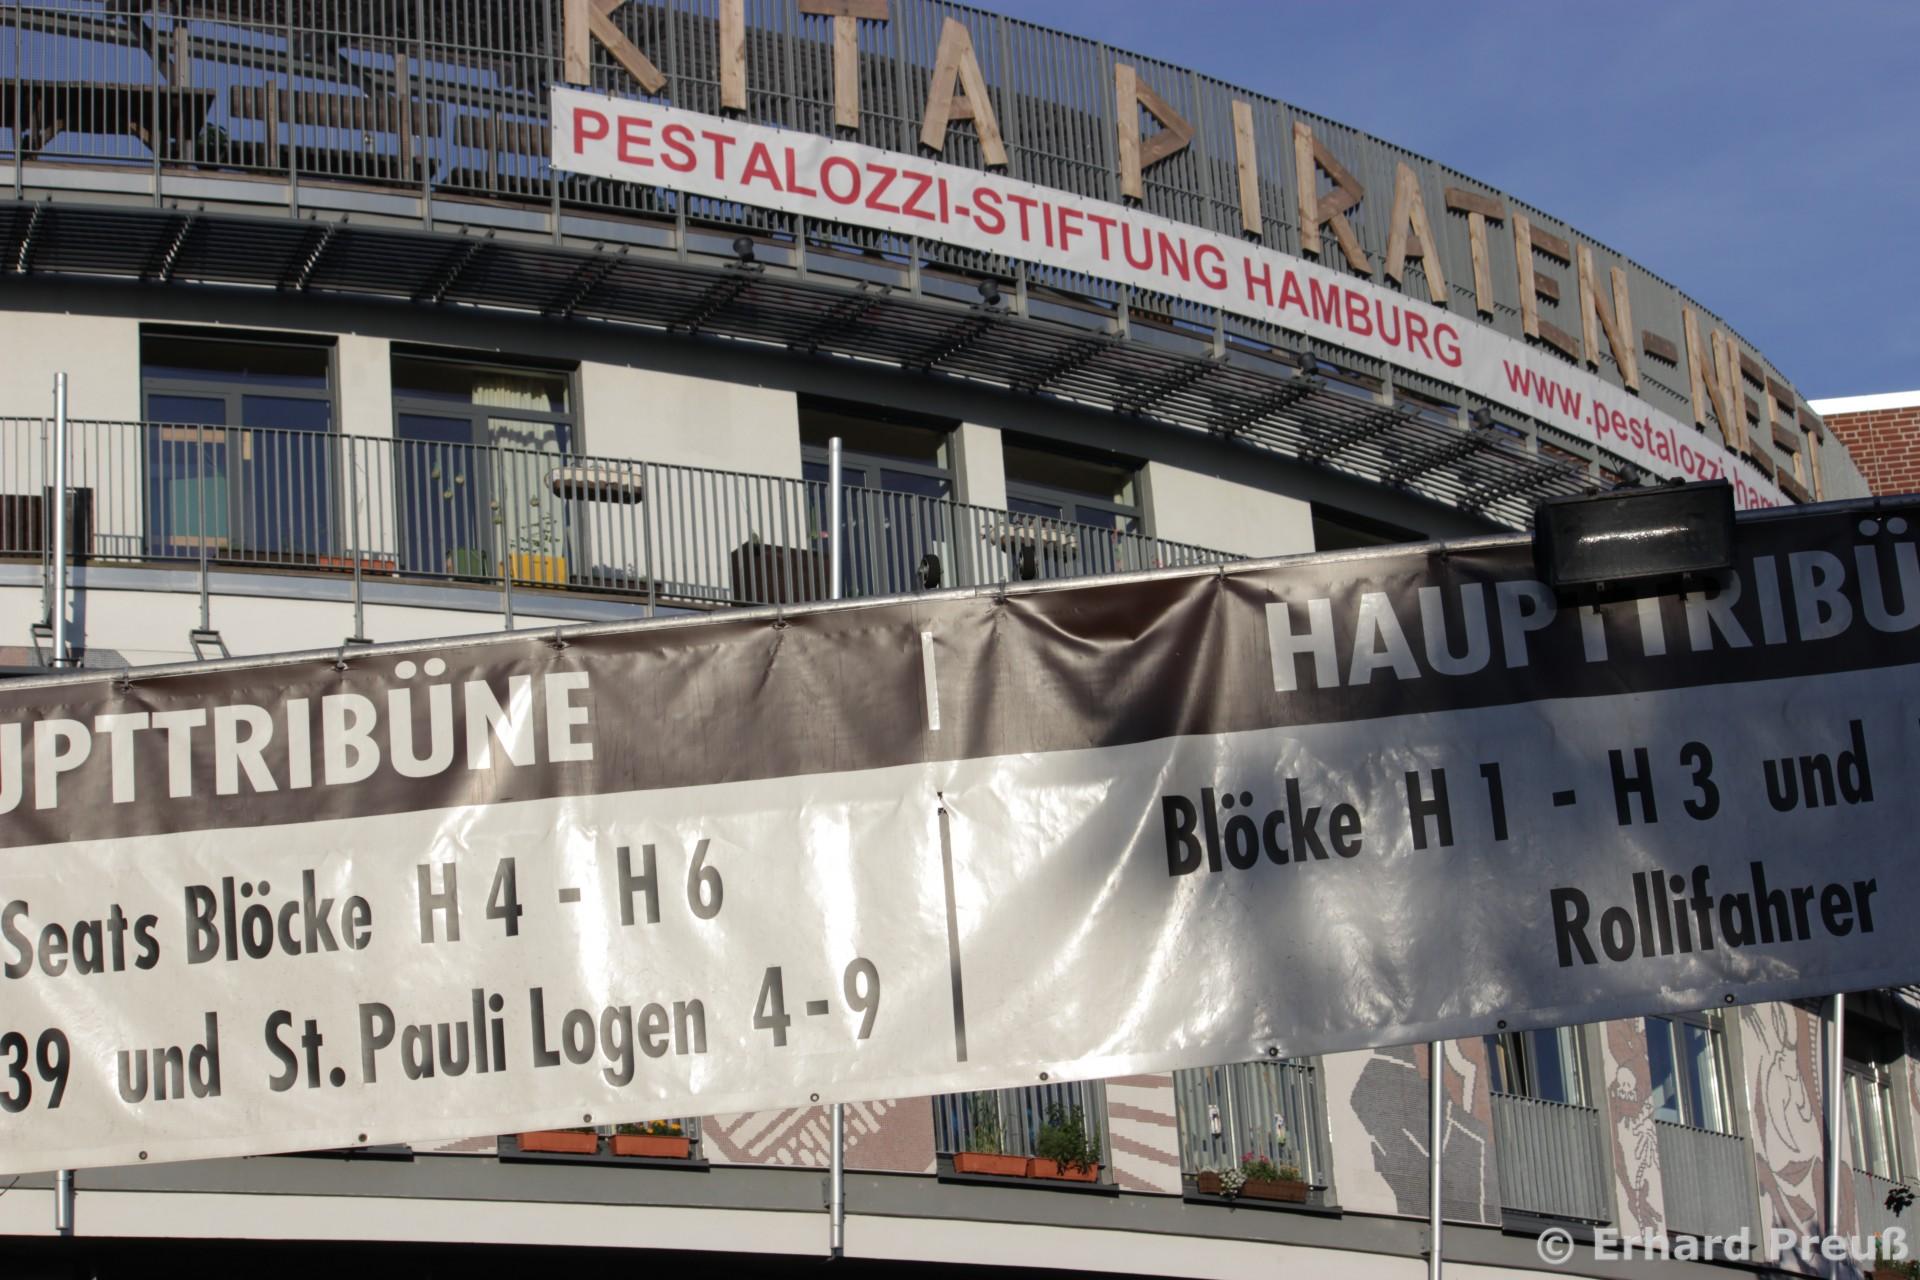 KITA PIRATEN-NEST
PESTALOZZI-STIFTUNG HAMBURG www.pestalozzi-
UPTTRIBÜNE
Seats Blöcke H 4 - H 6
39 und St. Pauli Logen 4 - 9
HAUPTTRIBÜ
Blöcke H 1 - H 3 und
Rollifahrer
© Erhard Preuß